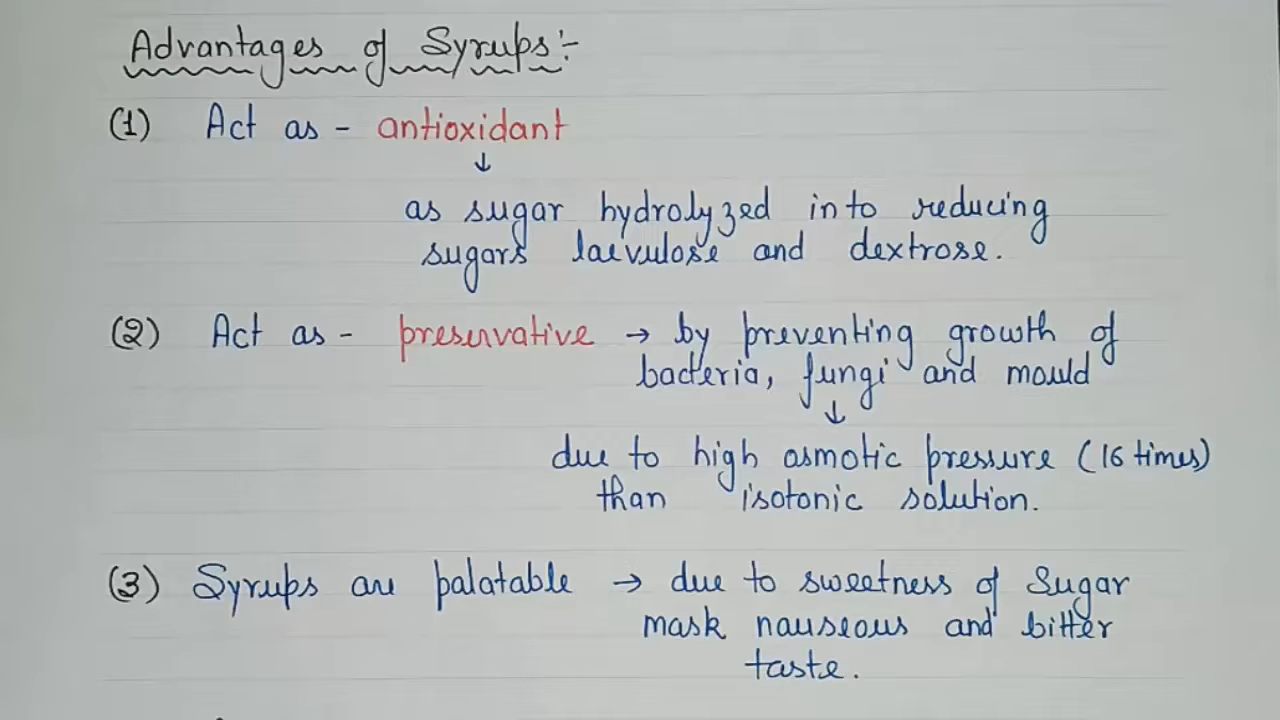 Advantages of Syrups:-
(1) Act as - antioxidant
↓
as sugar hydrolyzed into reducing
sugars laevulose and dextrose.
(2) Act as - preservative → by preventing growth of
bacteria, fungi and mould
↓
due to high asmotic pressure (16 times)
than isotonic solution.
(3) Syrups are palatable → due to sweetness of Sugar
mask nauseous and bitter
taste.